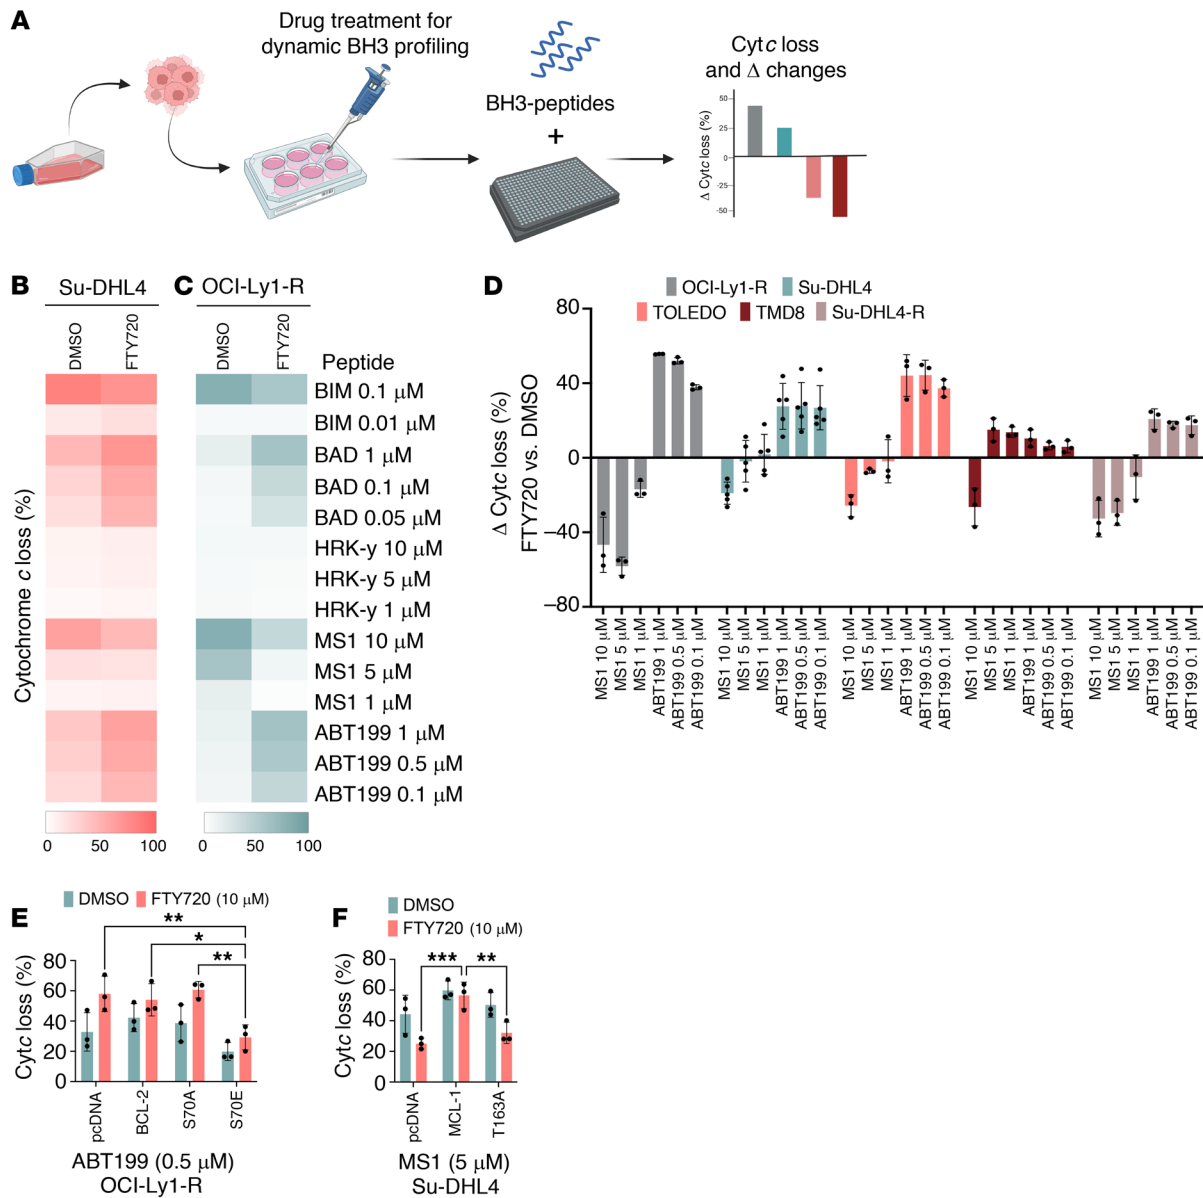 A
Drug treatment for
dynamic BH3 profiling
BH3-peptides
+
Cytc loss
and Δ changes
Δ Cytc loss (%)
50
25
0
-25
-50
B
Su-DHL4
DMSO
FTY720
C
OCI-Ly1-R
DMSO
FTY720
Peptide
Cytochrome c loss (%)
BIM 0.1 μM
BIM 0.01 μM
BAD 1 μM
BAD 0.1 μM
BAD 0.05 μM
HRK-y 10 μM
HRK-y 5 μM
HRK-y 1 μM
MS1 10 μM
MS1 5 μM
MS1 1 μM
ABT199 1 μM
ABT199 0.5 μM
ABT199 0.1 μM
0 50 100
0 50 100
D
OCI-Ly1-R Su-DHL4
TOLEDO TMD8 Su-DHL4-R
Δ Cytc loss (%)
FTY720 vs. DMSO
80
40
0
–40
–80
MS1 10 μM
MS1 5 μM
MS1 1 μM
ABT199 1 μM
ABT199 0.5 μM
ABT199 0.1 μM
MS1 10 μM
MS1 5 μM
MS1 1 μM
ABT199 1 μM
ABT199 0.5 μM
ABT199 0.1 μM
MS1 10 μM
MS1 5 μM
MS1 1 μM
ABT199 1 μM
ABT199 0.5 μM
ABT199 0.1 μM
MS1 10 μM
MS1 5 μM
MS1 1 μM
ABT199 1 μM
ABT199 0.5 μM
ABT199 0.1 μM
MS1 10 μM
MS1 5 μM
MS1 1 μM
ABT199 1 μM
ABT199 0.5 μM
ABT199 0.1 μM
E
DMSO FTY720 (10 μM)
**
*
**
Cytc loss (%)
80
60
40
20
0
pcDNA
BCL-2
S70A
S70E
ABT199 (0.5 μM)
OCI-Ly1-R
F
DMSO
FTY720 (10 μM)
*** **
Cytc loss (%)
80
60
40
20
0
pcDNA
MCL-1
T163A
MS1 (5 μM)
Su-DHL4